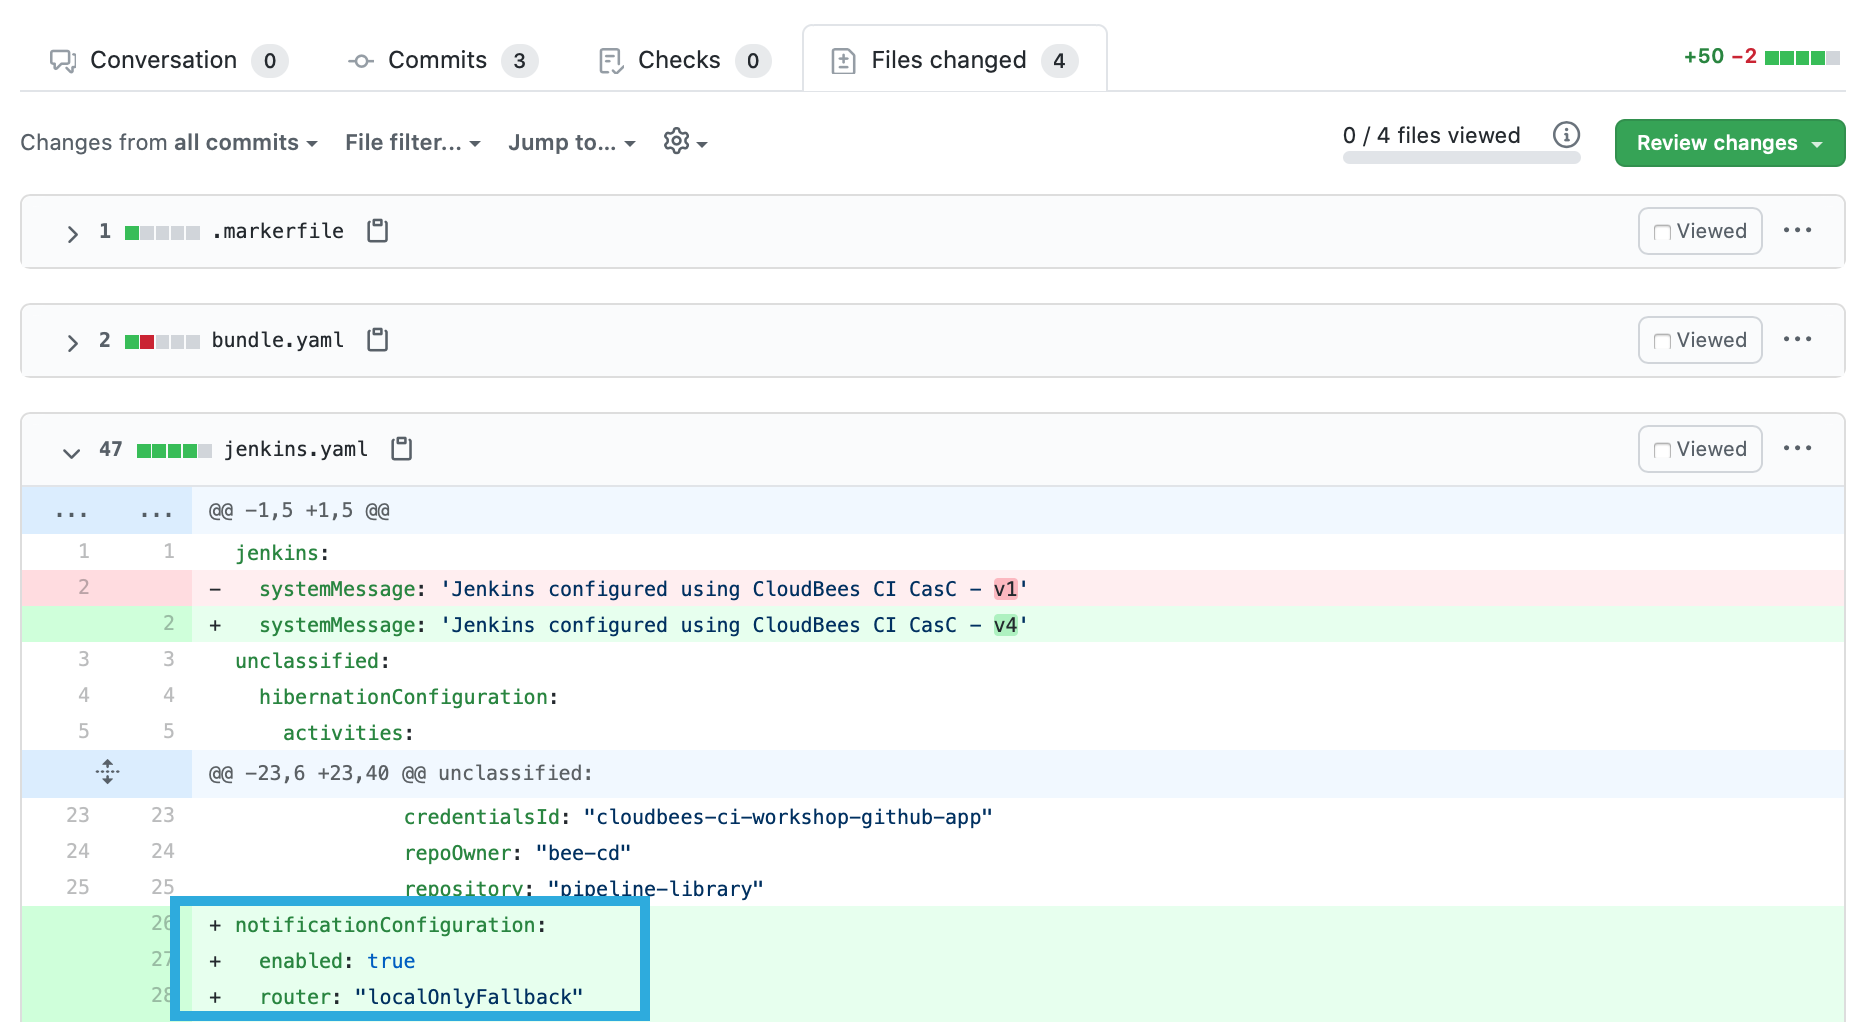 Conversation 0 Commits 3 Checks 0 Files changed 4 +50 −2
Changes from all commits File filter... Jump to... 0 / 4 files viewed Review changes
1 .markerfile Viewed ...
2 bundle.yaml Viewed ...
47 jenkins.yaml Viewed ...
... ... @@ -1,5 +1,5 @@
1 1 jenkins:
2 - systemMessage: 'Jenkins configured using CloudBees CI CasC - v1'
2 + systemMessage: 'Jenkins configured using CloudBees CI CasC - v4'
3 3 unclassified:
4 4 hibernationConfiguration:
5 5 activities:
@@ -23,6 +23,40 @@ unclassified:
23 23 credentialsId: "cloudbees-ci-workshop-github-app"
24 24 repoOwner: "bee-cd"
25 25 repository: "pipeline-library"
26 + notificationConfiguration:
27 + enabled: true
28 + router: "localOnlyFallback"